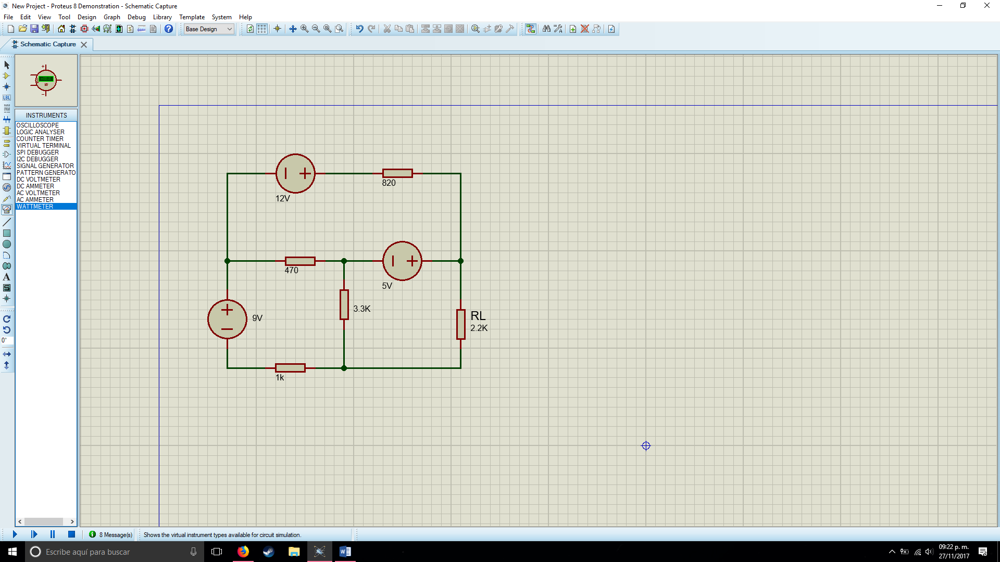 New Project - Proteus 8 Demonstration - Schematic Capture
File Edit View Tool Design Graph Debug Library Template System Help
Base Design
Schematic Capture
INSTRUMENTS
OSCILLOSCOPE
LOGIC ANALYSER
COUNTER TIMER
VIRTUAL TERMINAL
SPI DEBUGGER
I2C DEBUGGER
SIGNAL GENERATOR
PATTERN GENERATO
DC VOLTMETER
DC AMMETER
AC VOLTMETER
AC AMMETER
WATTMETER
0°
12V
820
470
5V
3.3K
9V
RL
2.2K
1k
8 Message(s)
Shows the virtual instrument types available for circuit simulation.
Escribe aquí para buscar
09:22 p. m.
27/11/2017